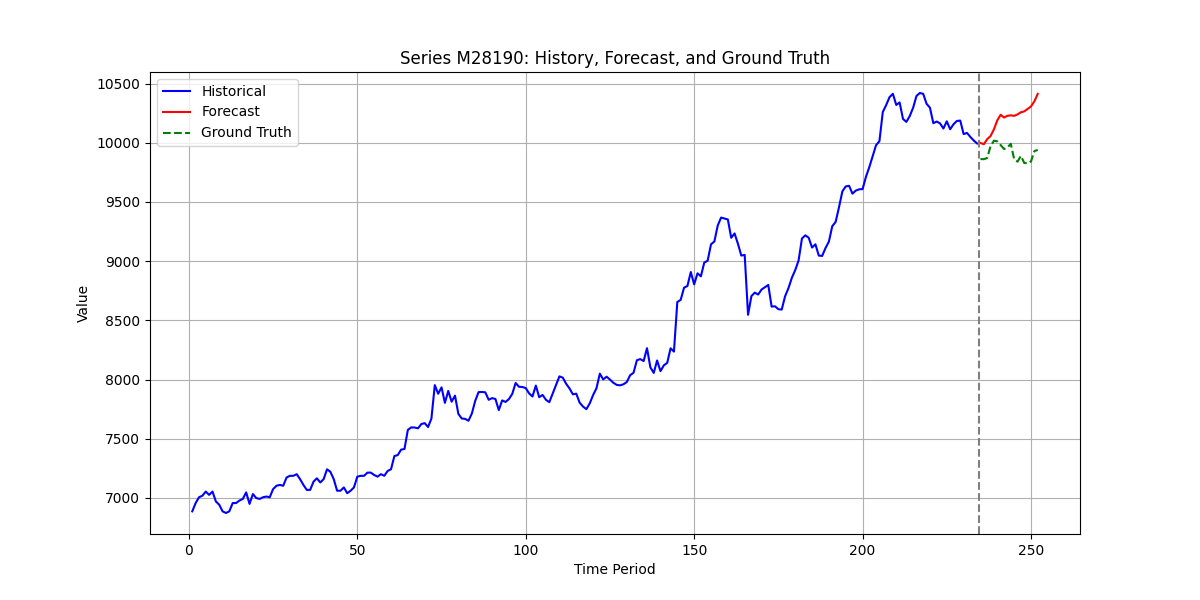 Series M28190: History, Forecast, and Ground Truth
Historical
Forecast
Ground Truth
10500
10000
9500
9000
8500
8000
7500
7000
Value
0 50 100 150 200 250
Time Period